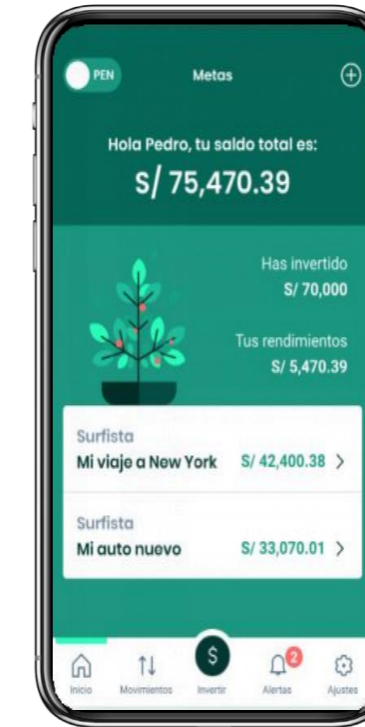 PEN
Metas
Hola Pedro, tu saldo total es:
S/ 75,470.39
Has invertido
S/ 70,000
Tus rendimientos
S/ 5,470.39
Surfista
Mi viaje a New York S/ 42,400.38
Surfista
Mi auto nuevo S/ 33,070.01
$
2
Inicio Movimientos Invertir Alertas Ajustes